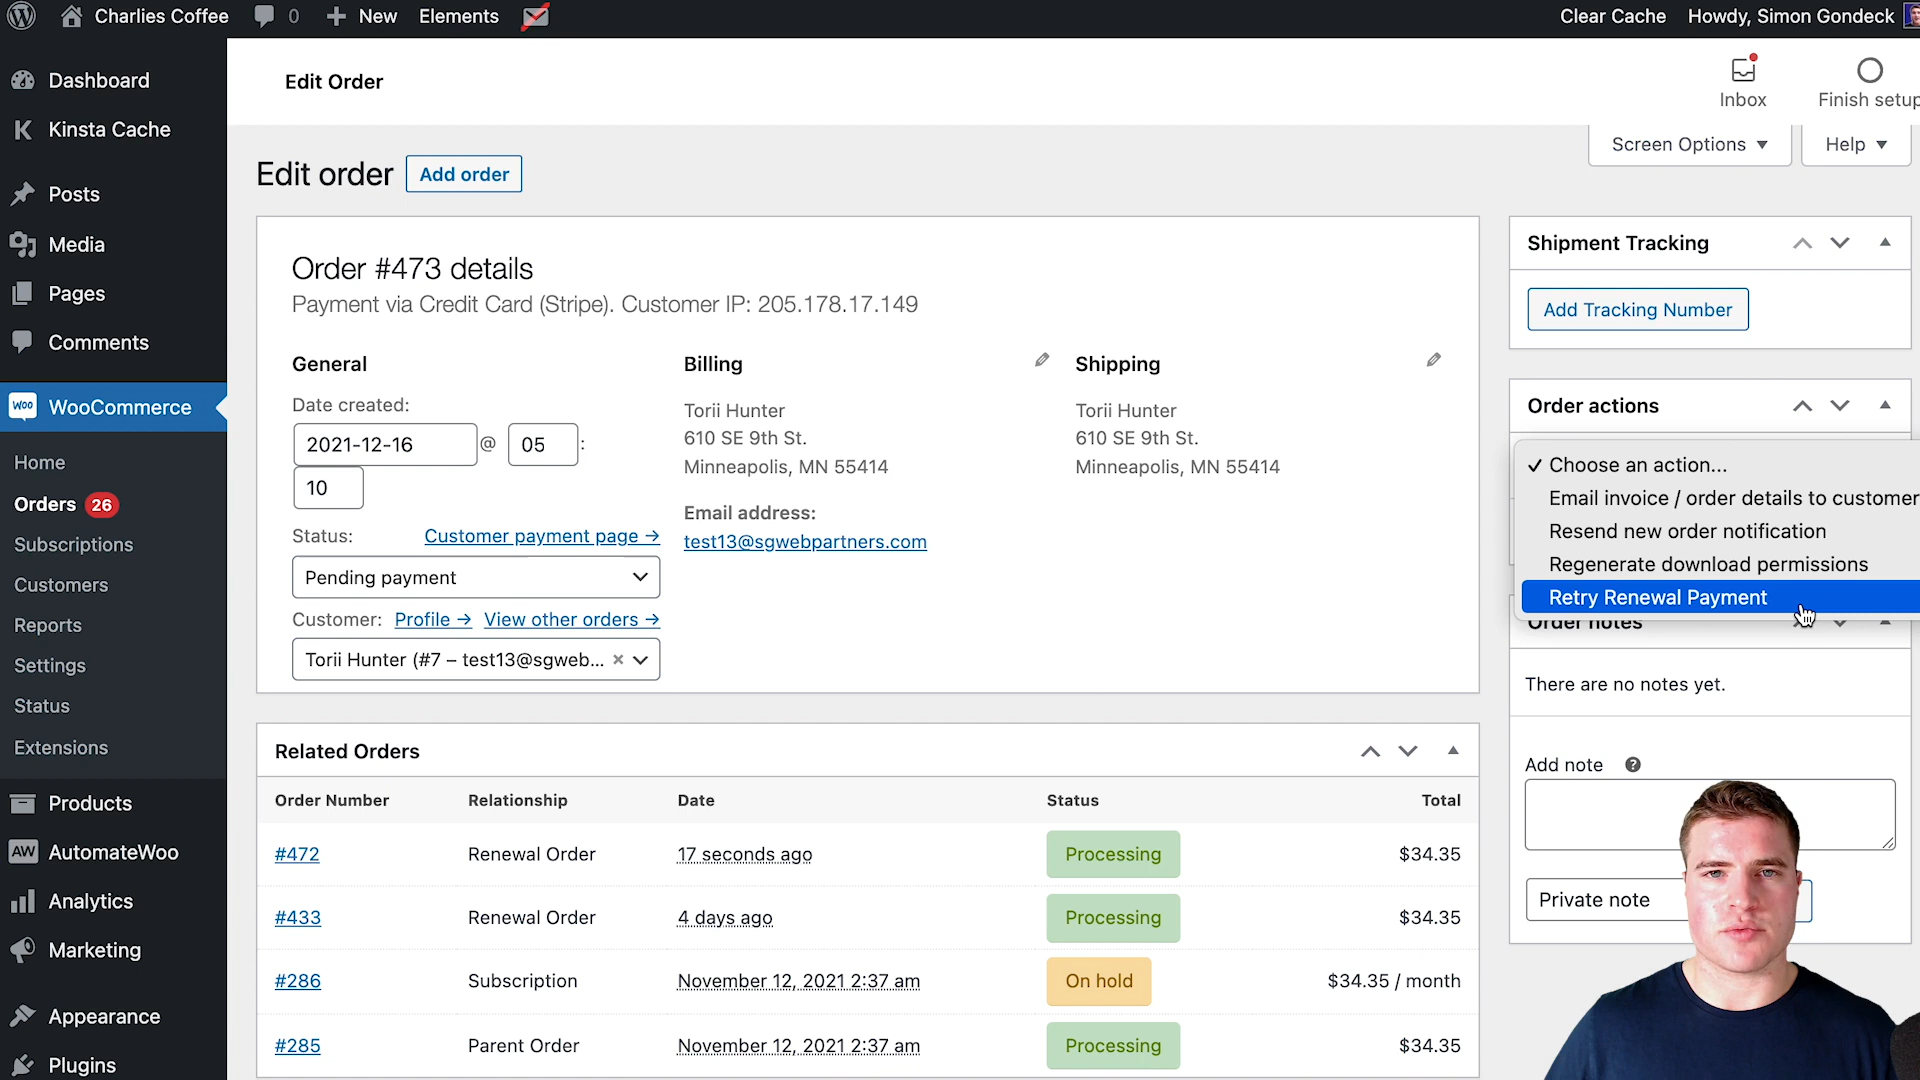 Charlies Coffee
0
New
Elements
Clear Cache
Howdy, Simon Gondeck
Dashboard
K
Kinsta Cache
Posts
Media
Pages
Comments
woo
WooCommerce
Home
Orders 26
Subscriptions
Customers
Reports
Settings
Status
Extensions
Products
AW
AutomateWoo
Analytics
Marketing
Appearance
Plugins
Edit Order
Inbox
Finish setup
Screen Options
Help
Edit order
Add order
Order #473 details
Payment via Credit Card (Stripe). Customer IP: 205.178.17.149
General
Date created:
2021-12-16 @ 05 :
10
Status: Customer payment page →
Pending payment
Customer: Profile → View other orders →
Torii Hunter (#7 – test13@sgweb... ×
Billing
Torii Hunter
610 SE 9th St.
Minneapolis, MN 55414
Email address:
test13@sgwebpartners.com
Shipping
Torii Hunter
610 SE 9th St.
Minneapolis, MN 55414
Related Orders
Order Number Relationship Date Status Total
#472 Renewal Order 17 seconds ago Processing $34.35
#433 Renewal Order 4 days ago Processing $34.35
#286 Subscription November 12, 2021 2:37 am On hold $34.35 / month
#285 Parent Order November 12, 2021 2:37 am Processing $34.35
Shipment Tracking
Add Tracking Number
Order actions
✓ Choose an action...
Email invoice / order details to customer
Resend new order notification
Regenerate download permissions
Retry Renewal Payment
Order notes
There are no notes yet.
Add note ?
Private note